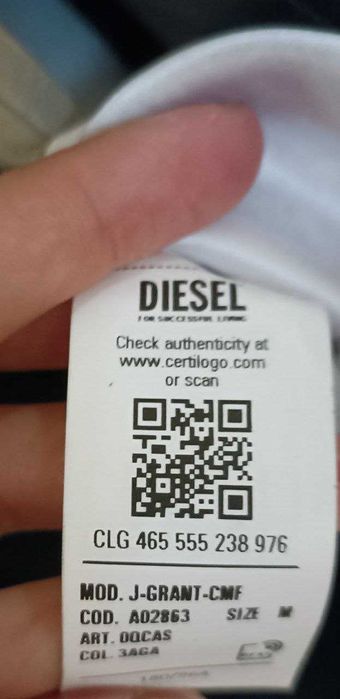 DIESEL
FOR SUCCESSFUL LIVING
Check authenticity at
www.certilogo.com
or scan
CLG 465 555 238 976
MOD. J-GRANT-CMF
COD. A02863 SIZE M
ART. 0QCAS
COL. 3AGA